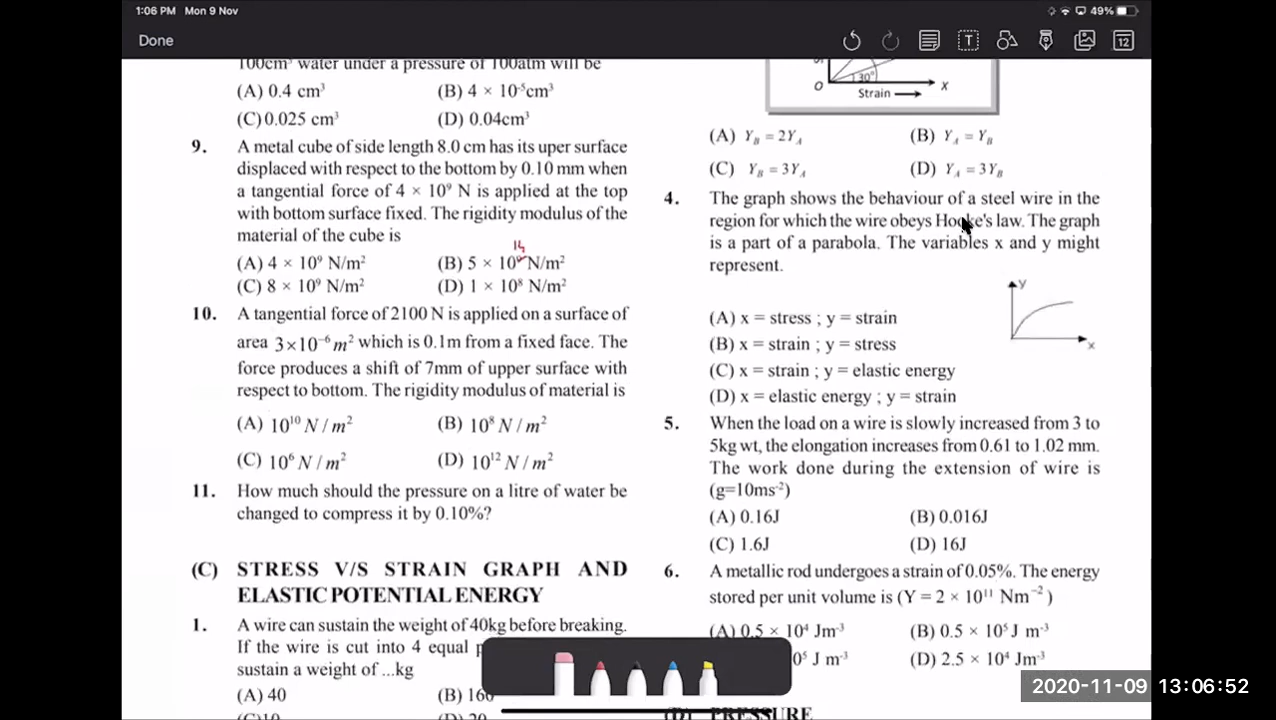 1:06 PM Mon 9 Nov
49%
Done
T
12
100cm³ water under a pressure of 100atm will be
(A) 0.4 cm³ (B) 4 × 10⁻⁵cm³
(C) 0.025 cm³ (D) 0.04cm³
9. A metal cube of side length 8.0 cm has its uper surface
displaced with respect to the bottom by 0.10 mm when
a tangential force of 4 × 10⁹ N is applied at the top
with bottom surface fixed. The rigidity modulus of the
material of the cube is
14
(A) 4 × 10⁹ N/m² (B) 5 × 10 N/m²
(C) 8 × 10⁹ N/m² (D) 1 × 10⁸ N/m²
10. A tangential force of 2100 N is applied on a surface of
area 3×10⁻⁶ m² which is 0.1m from a fixed face. The
force produces a shift of 7mm of upper surface with
respect to bottom. The rigidity modulus of material is
(A) 10¹⁰ N / m² (B) 10⁸ N / m²
(C) 10⁶ N / m² (D) 10¹² N / m²
11. How much should the pressure on a litre of water be
changed to compress it by 0.10%?
(C) STRESS V/S STRAIN GRAPH AND
ELASTIC POTENTIAL ENERGY
1. A wire can sustain the weight of 40kg before breaking.
If the wire is cut into 4 equal p
sustain a weight of ...kg
(A) 40 (B) 160
30°
O
x
Strain
(A) Y_B = 2Y_A (B) Y_A = Y_B
(C) Y_B = 3Y_A (D) Y_A = 3Y_B
4. The graph shows the behaviour of a steel wire in the
region for which the wire obeys Hooke's law. The graph
is a part of a parabola. The variables x and y might
represent.
y
x
(A) x = stress ; y = strain
(B) x = strain ; y = stress
(C) x = strain ; y = elastic energy
(D) x = elastic energy ; y = strain
5. When the load on a wire is slowly increased from 3 to
5kg wt, the elongation increases from 0.61 to 1.02 mm.
The work done during the extension of wire is
(g=10ms⁻²)
(A) 0.16J (B) 0.016J
(C) 1.6J (D) 16J
6. A metallic rod undergoes a strain of 0.05%. The energy
stored per unit volume is (Y = 2 × 10¹¹ Nm⁻²)
(A) 0.5 × 10⁴ Jm⁻³ (B) 0.5 × 10⁵ J m⁻³
0⁵ J m⁻³ (D) 2.5 × 10⁴ Jm⁻³
2020-11-09 13:06:52